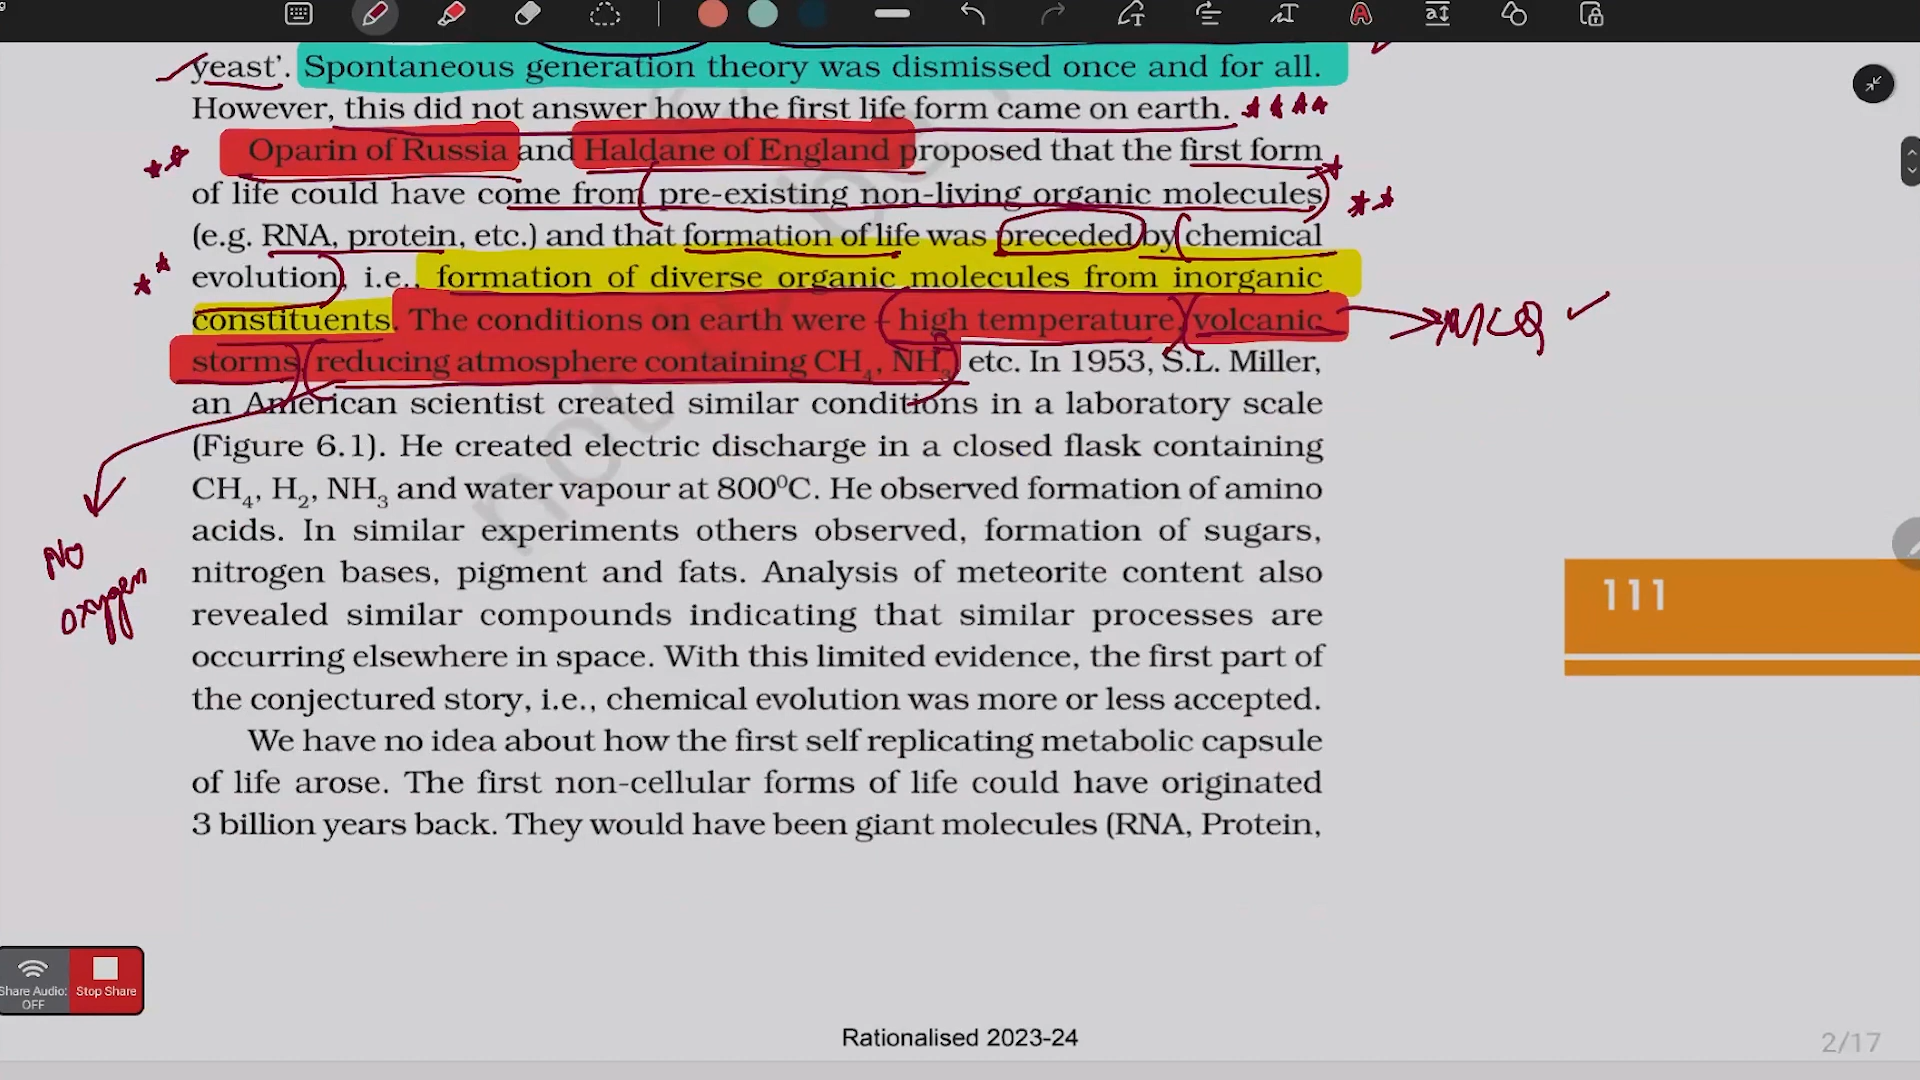 yeast'. Spontaneous generation theory was dismissed once and for all.
However, this did not answer how the first life form came on earth.
Oparin of Russia and Haldane of England proposed that the first form
of life could have come from pre-existing non-living organic molecules
(e.g. RNA, protein, etc.) and that formation of life was preceded by chemical
evolution, i.e., formation of diverse organic molecules from inorganic
constituents. The conditions on earth were – high temperature, volcanic
MCQ
storms, reducing atmosphere containing CH₄, NH₃, etc. In 1953, S.L. Miller,
an American scientist created similar conditions in a laboratory scale
(Figure 6.1). He created electric discharge in a closed flask containing
CH₄, H₂, NH₃ and water vapour at 800⁰C. He observed formation of amino
acids. In similar experiments others observed, formation of sugars,
No
oxygen
nitrogen bases, pigment and fats. Analysis of meteorite content also
revealed similar compounds indicating that similar processes are
occurring elsewhere in space. With this limited evidence, the first part of
the conjectured story, i.e., chemical evolution was more or less accepted.
111
We have no idea about how the first self replicating metabolic capsule
of life arose. The first non-cellular forms of life could have originated
3 billion years back. They would have been giant molecules (RNA, Protein,
Share Audio:
OFF
Stop Share
Rationalised 2023-24
2/17